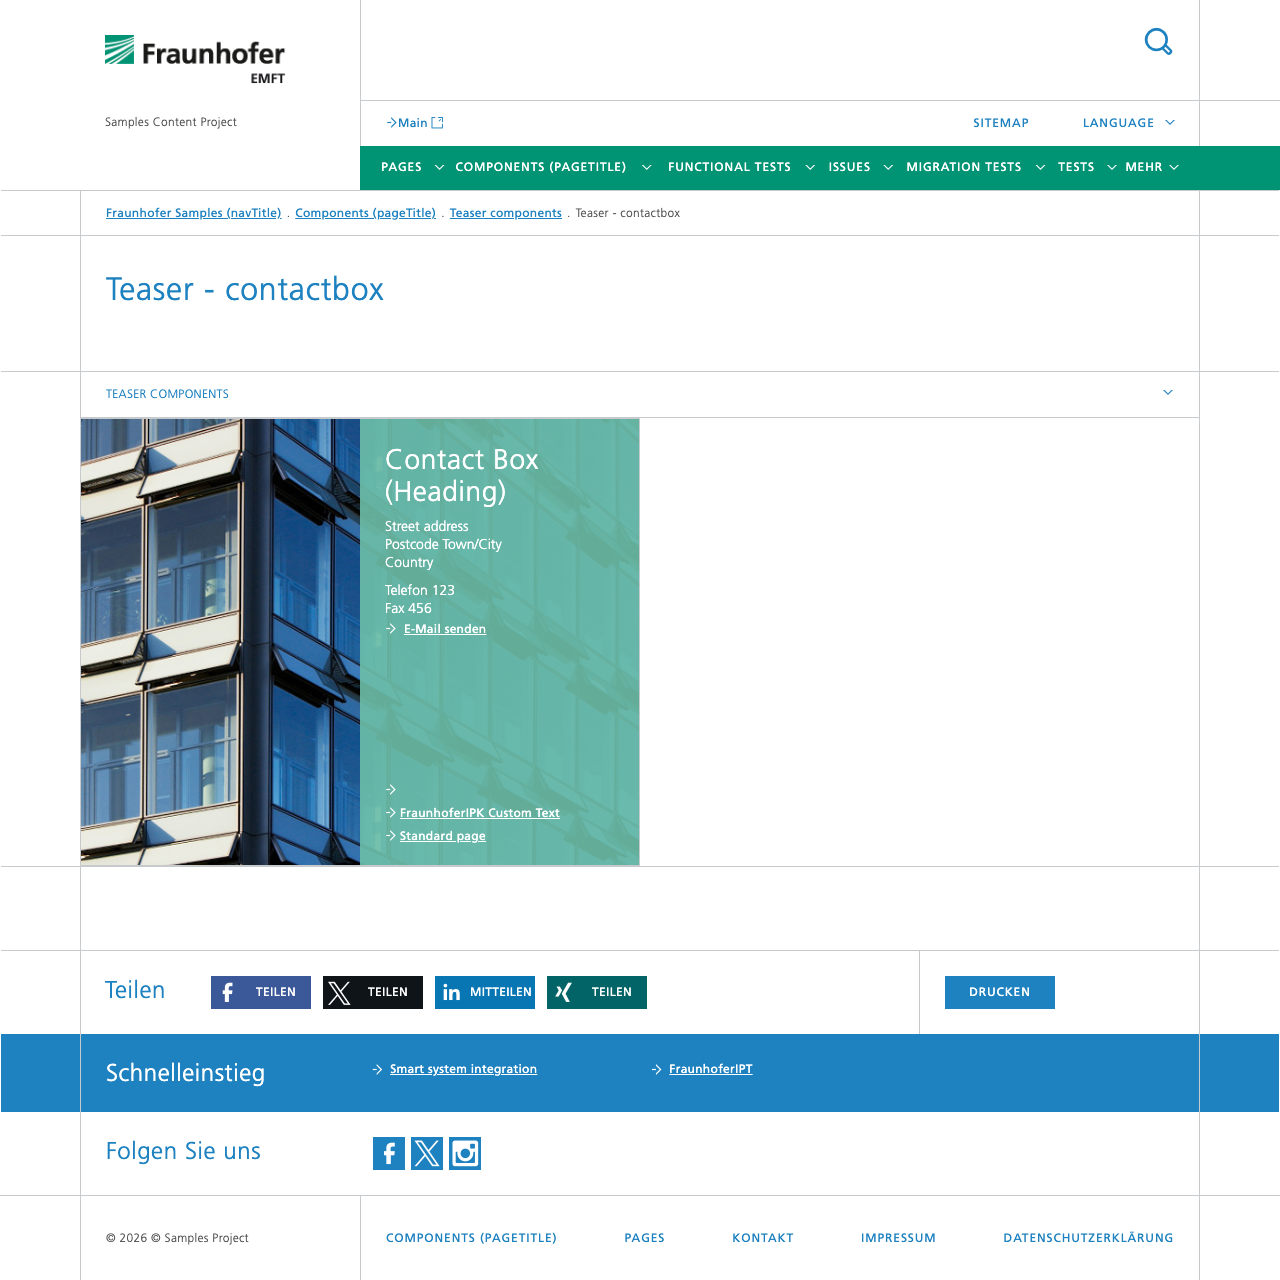 Fraunhofer
EMFT
Samples Content Project
Main
SITEMAP
LANGUAGE
PAGES COMPONENTS (PAGETITLE) FUNCTIONAL TESTS ISSUES MIGRATION TESTS TESTS MEHR
Fraunhofer Samples (navTitle) . Components (pageTitle) . Teaser components . Teaser - contactbox
Teaser - contactbox
TEASER COMPONENTS
Contact Box
(Heading)
Street address
Postcode Town/City
Country
Telefon 123
Fax 456
E-Mail senden
FraunhoferIPK Custom Text
Standard page
Teilen
TEILEN
TEILEN
MITTEILEN
TEILEN
DRUCKEN
Schnelleinstieg
Smart system integration
FraunhoferIPT
Folgen Sie uns
© 2026 © Samples Project
COMPONENTS (PAGETITLE) PAGES KONTAKT IMPRESSUM DATENSCHUTZERKLÄRUNG